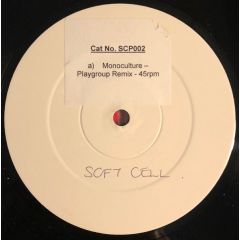 Cat No. SCP002
a) Monoculture –
Playgroup Remix - 45rpm
SOFT CELL